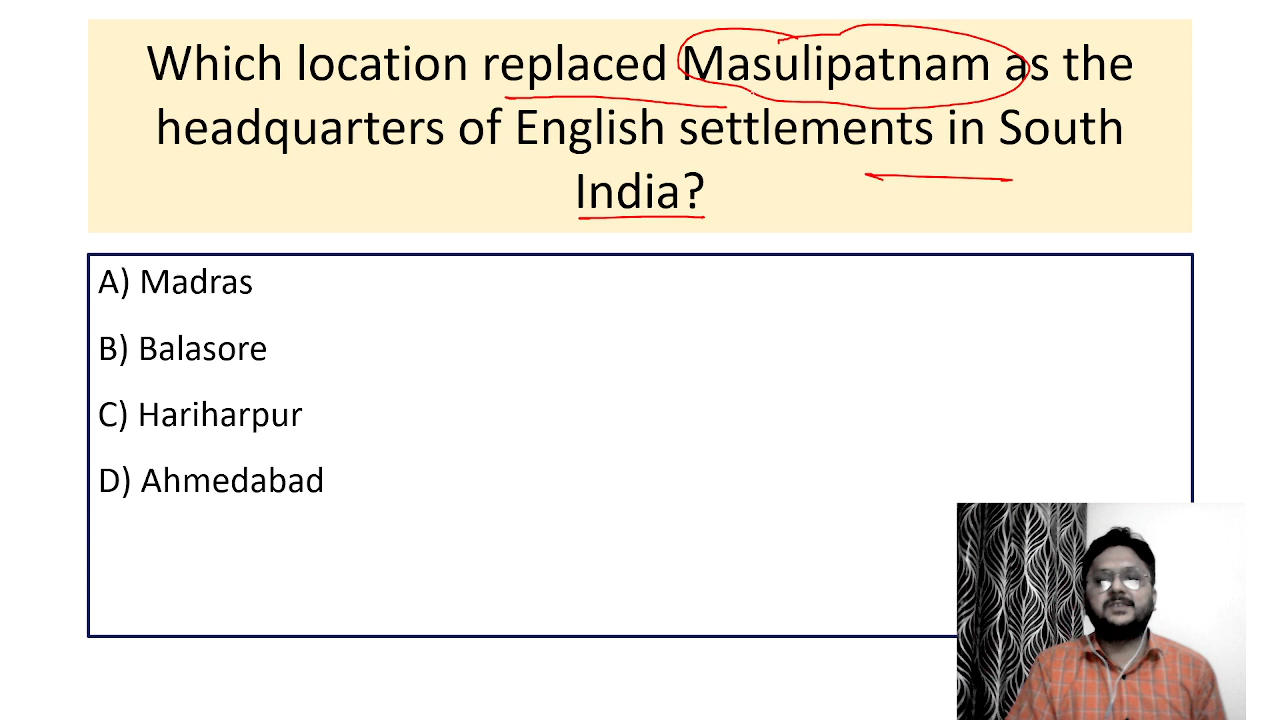 Which location replaced Masulipatnam as the
headquarters of English settlements in South
India?
A) Madras
B) Balasore
C) Hariharpur
D) Ahmedabad